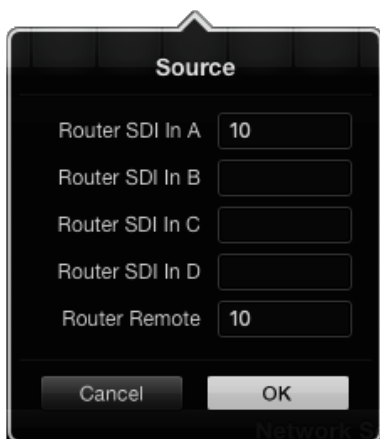 Source
Router SDI In A 10
Router SDI In B
Router SDI In C
Router SDI In D
Router Remote 10
Cancel OK
Network S